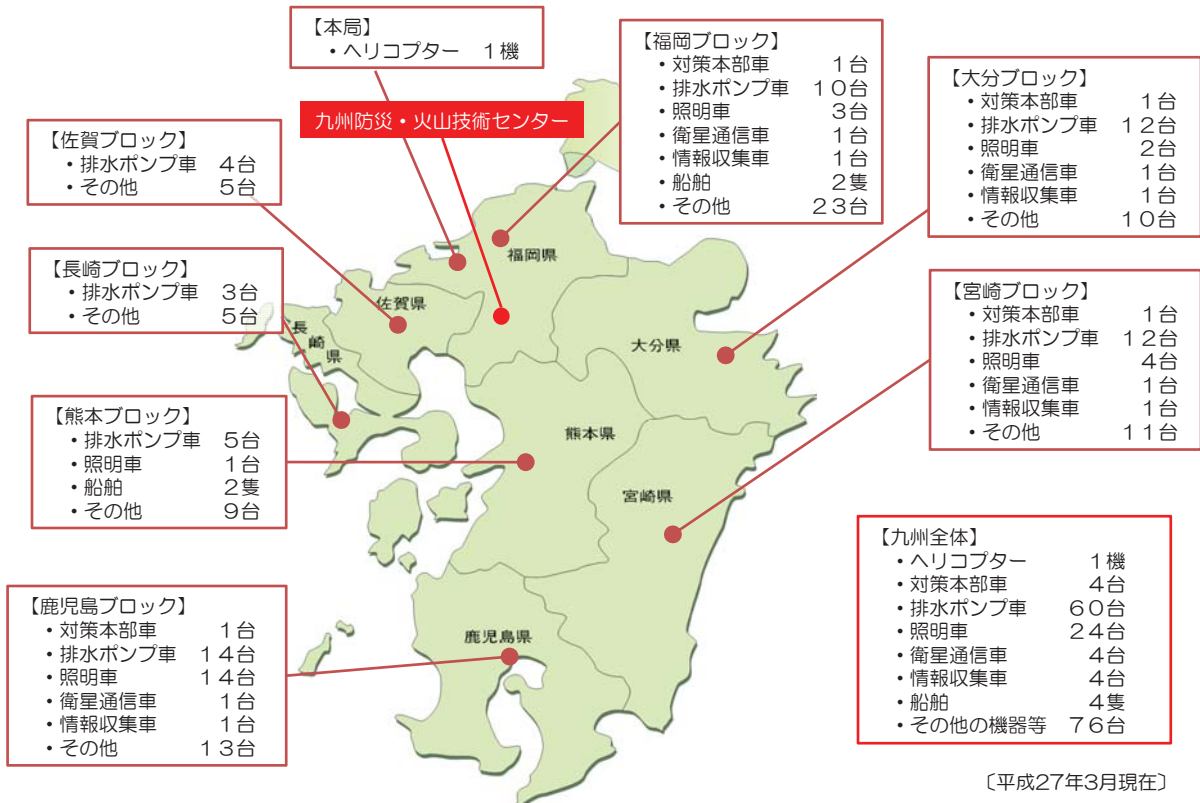 【本局】
・ヘリコプター　１機
九州防災・火山技術センター
【福岡ブロック】
・対策本部車　１台
・排水ポンプ車　１０台
・照明車　３台
・衛星通信車　１台
・情報収集車　１台
・船舶　２隻
・その他　２３台
【大分ブロック】
・対策本部車　１台
・排水ポンプ車　１２台
・照明車　２台
・衛星通信車　１台
・情報収集車　１台
・その他　１０台
【佐賀ブロック】
・排水ポンプ車　４台
・その他　５台
【長崎ブロック】
・排水ポンプ車　３台
・その他　５台
【宮崎ブロック】
・対策本部車　１台
・排水ポンプ車　１２台
・照明車　４台
・衛星通信車　１台
・情報収集車　１台
・その他　１１台
【熊本ブロック】
・排水ポンプ車　５台
・照明車　１台
・船舶　２隻
・その他　９台
福岡県
佐賀県
長崎県
大分県
熊本県
宮崎県
鹿児島県
【鹿児島ブロック】
・対策本部車　１台
・排水ポンプ車　１４台
・照明車　１４台
・衛星通信車　１台
・情報収集車　１台
・その他　１３台
【九州全体】
・ヘリコプター　１機
・対策本部車　４台
・排水ポンプ車　６０台
・照明車　２４台
・衛星通信車　４台
・情報収集車　４台
・船舶　４隻
・その他の機器等　７６台
〔平成27年3月現在〕